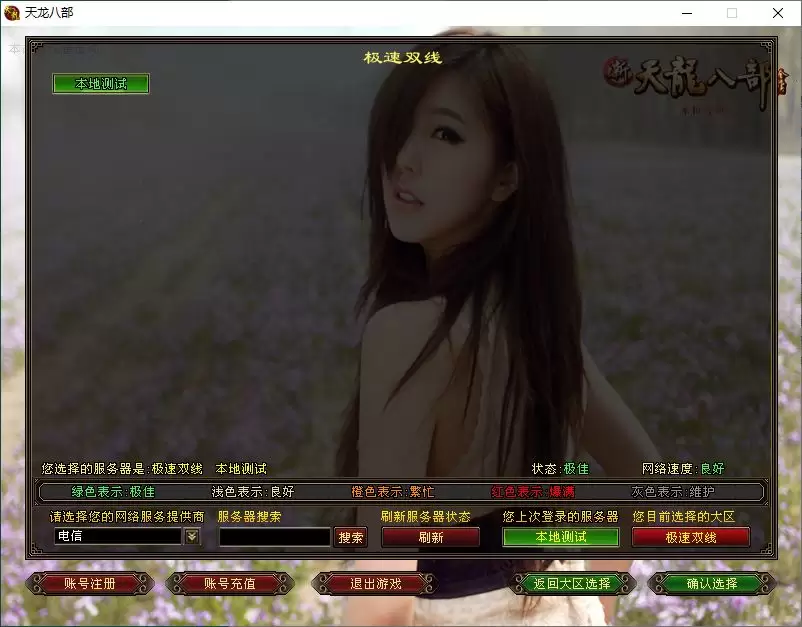 天龙八部
极速双线
本地测试
新天龍八部
您选择的服务器是:极速双线 本地测试 状态:极佳 网络速度:良好
绿色表示:极佳 浅色表示:良好 橙色表示:繁忙 红色表示:爆满 灰色表示:维护
请选择您的网络服务提供商 服务器搜索 刷新服务器状态 您上次登录的服务器 您目前选择的大区
电信 搜索 刷新 本地测试 极速双线
账号注册 账号充值 退出游戏 返回大区选择 确认选择